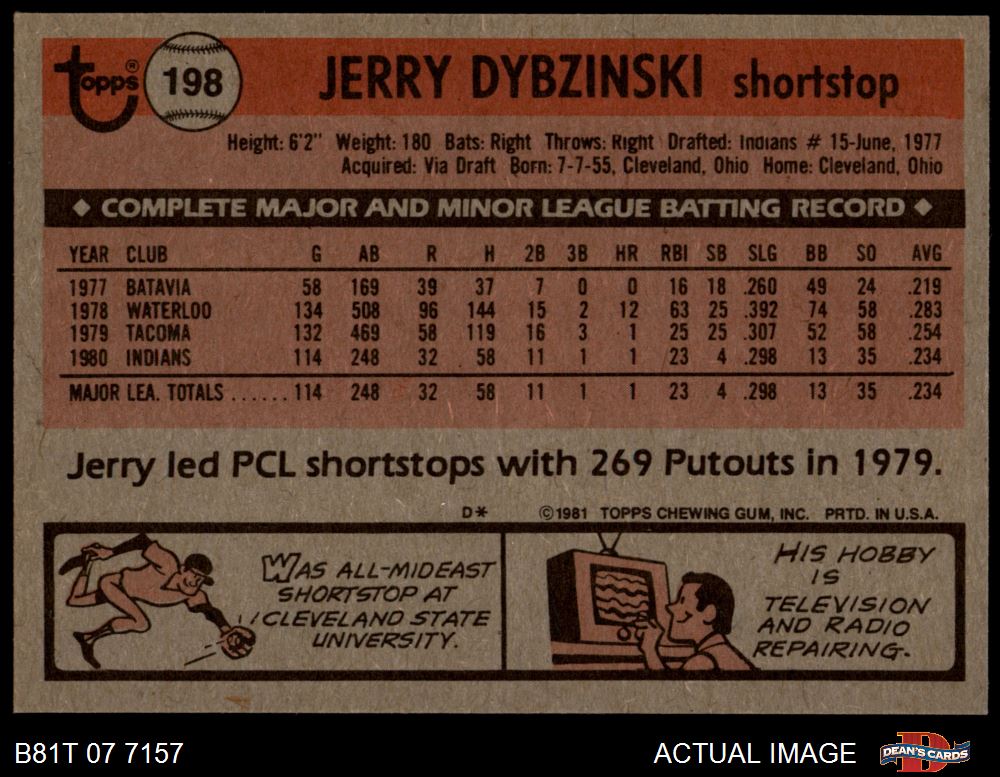 topps® 198 JERRY DYBZINSKI shortstop
Height: 6'2" Weight: 180 Bats: Right Throws: Right Drafted: Indians # 15-June, 1977
Acquired: Via Draft Born: 7-7-55, Cleveland, Ohio Home: Cleveland, Ohio
◆ COMPLETE MAJOR AND MINOR LEAGUE BATTING RECORD ◆
YEAR CLUB G AB R H 2B 3B HR RBI SB SLG BB SO AVG
1977 BATAVIA 58 169 39 37 7 0 0 16 18 .260 49 24 .219
1978 WATERLOO 134 508 96 144 15 2 12 63 25 .392 74 58 .283
1979 TACOMA 132 469 58 119 16 3 1 25 25 .307 52 58 .254
1980 INDIANS 114 248 32 58 11 1 1 23 4 .298 13 35 .234
MAJOR LEA. TOTALS ...... 114 248 32 58 11 1 1 23 4 .298 13 35 .234
Jerry led PCL shortstops with 269 Putouts in 1979.
D* ©1981 TOPPS CHEWING GUM, INC. PRTD. IN U.S.A.
WAS ALL-MIDEAST
SHORTSTOP AT
CLEVELAND STATE
UNIVERSITY.
HIS HOBBY
IS
TELEVISION
AND RADIO
REPAIRING.
B81T 07 7157 ACTUAL IMAGE DEAN'S CARDS